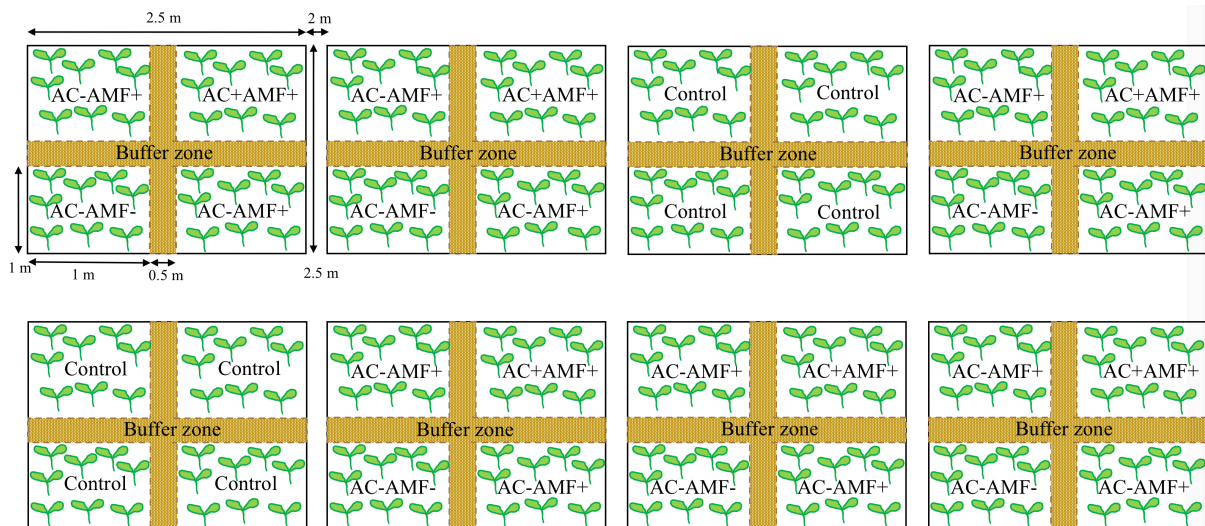 2.5 m 2 m
AC-AMF+ AC+AMF+ AC-AMF+ AC+AMF+ Control Control AC-AMF+ AC+AMF+
Buffer zone Buffer zone Buffer zone Buffer zone
AC-AMF- AC-AMF+ AC-AMF- AC-AMF+ Control Control AC-AMF- AC-AMF+
1 m 1 m 0.5 m 2.5 m
Control Control AC-AMF+ AC+AMF+ AC-AMF+ AC+AMF+ AC-AMF+ AC+AMF+
Buffer zone Buffer zone Buffer zone Buffer zone
Control Control AC-AMF- AC-AMF+ AC-AMF- AC-AMF+ AC-AMF- AC-AMF+